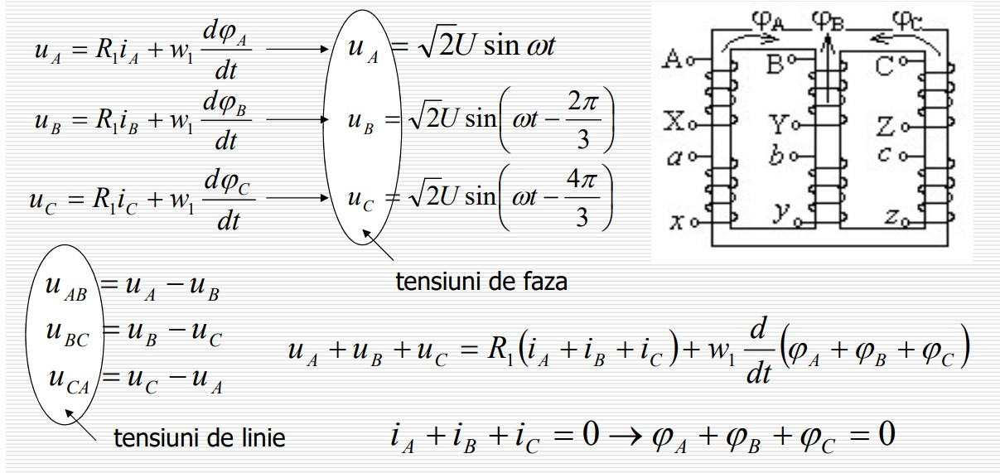 u_A = R_1 i_A + w_1 dφ_A/dt → u_A = √2 U sin ωt
u_B = R_1 i_B + w_1 dφ_B/dt → u_B = √2 U sin(ωt − 2π/3)
u_C = R_1 i_C + w_1 dφ_C/dt → u_C = √2 U sin(ωt − 4π/3)
tensiuni de faza
φ_A φ_B φ_C
A B C
X Y Z
a b c
x y z
u_AB = u_A − u_B
u_BC = u_B − u_C
u_CA = u_C − u_A
tensiuni de linie
u_A + u_B + u_C = R_1(i_A + i_B + i_C) + w_1 d/dt (φ_A + φ_B + φ_C)
i_A + i_B + i_C = 0 → φ_A + φ_B + φ_C = 0